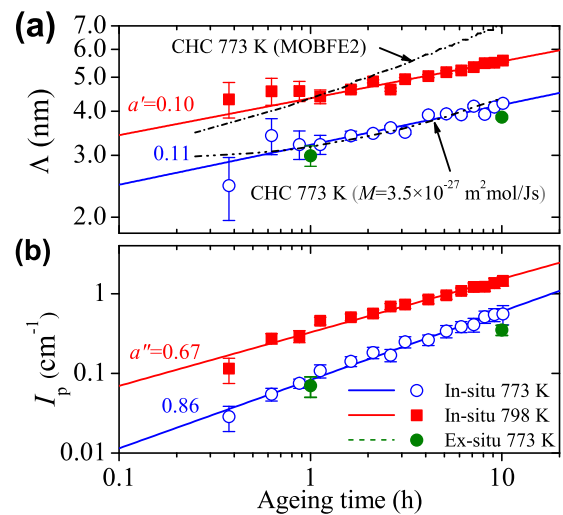 (a)
7.0
6.0
5.0
4.0
3.0
2.0
Λ (nm)
CHC 773 K (MOBFE2)
a'=0.10
0.11
CHC 773 K (M=3.5×10⁻²⁷ m²mol/Js)
(b)
1
0.1
0.01
Iₚ (cm⁻¹)
a"=0.67
0.86
In-situ 773 K
In-situ 798 K
Ex-situ 773 K
0.1
1
10
Ageing time (h)